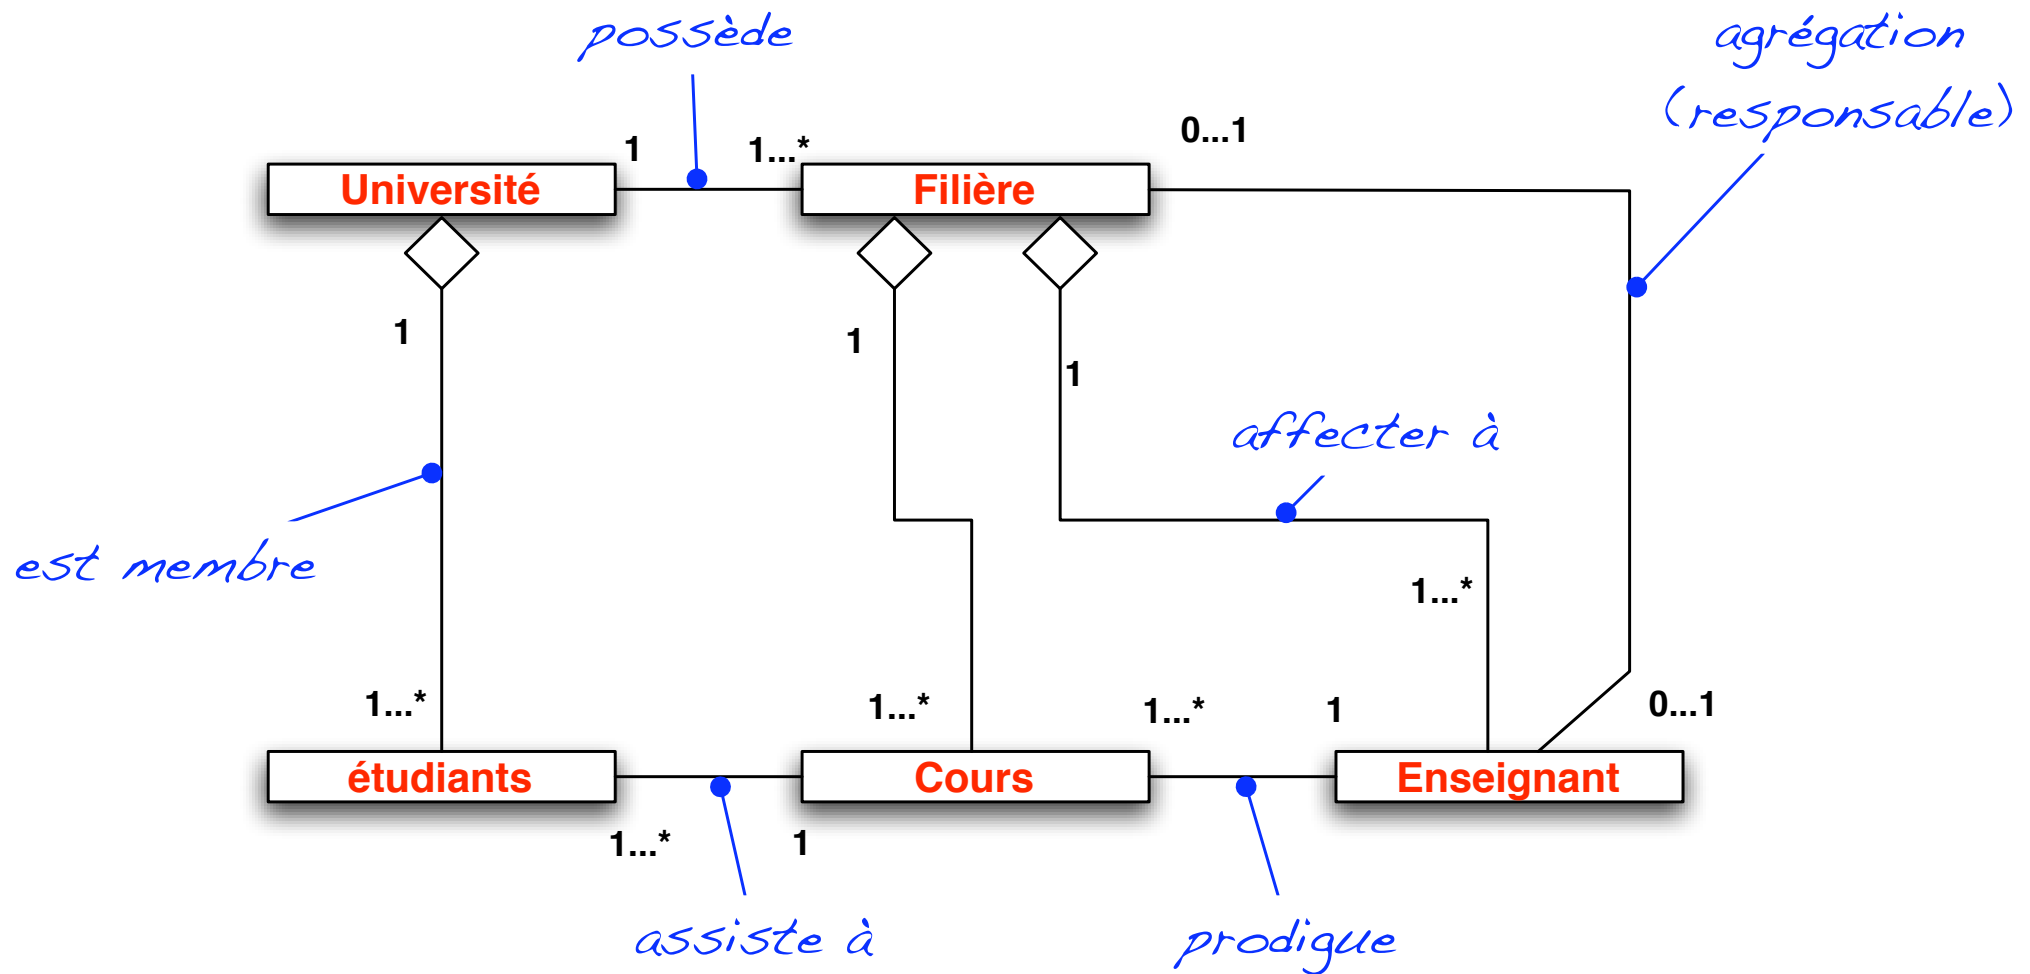 possède
agrégation
(responsable)
1
1...*
0...1
Université
Filière
1
1
1
affecter à
est membre
1...*
1...*
1...*
1...*
1
0...1
étudiants
Cours
Enseignant
1...*
1
assiste à
prodigue